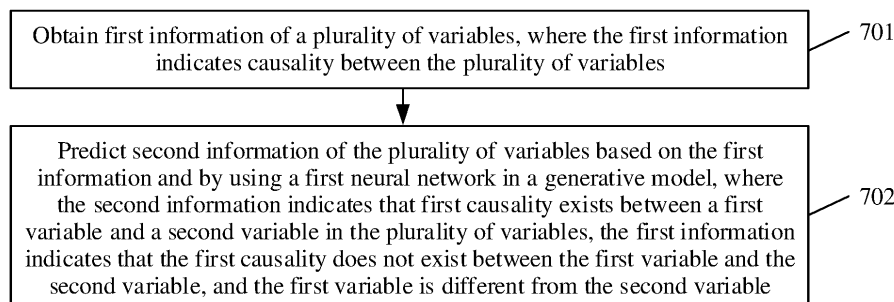 Obtain first information of a plurality of variables, where the first information
indicates causality between the plurality of variables
701
Predict second information of the plurality of variables based on the first
information and by using a first neural network in a generative model, where
the second information indicates that first causality exists between a first
variable and a second variable in the plurality of variables, the first information
indicates that the first causality does not exist between the first variable and the
second variable, and the first variable is different from the second variable
702